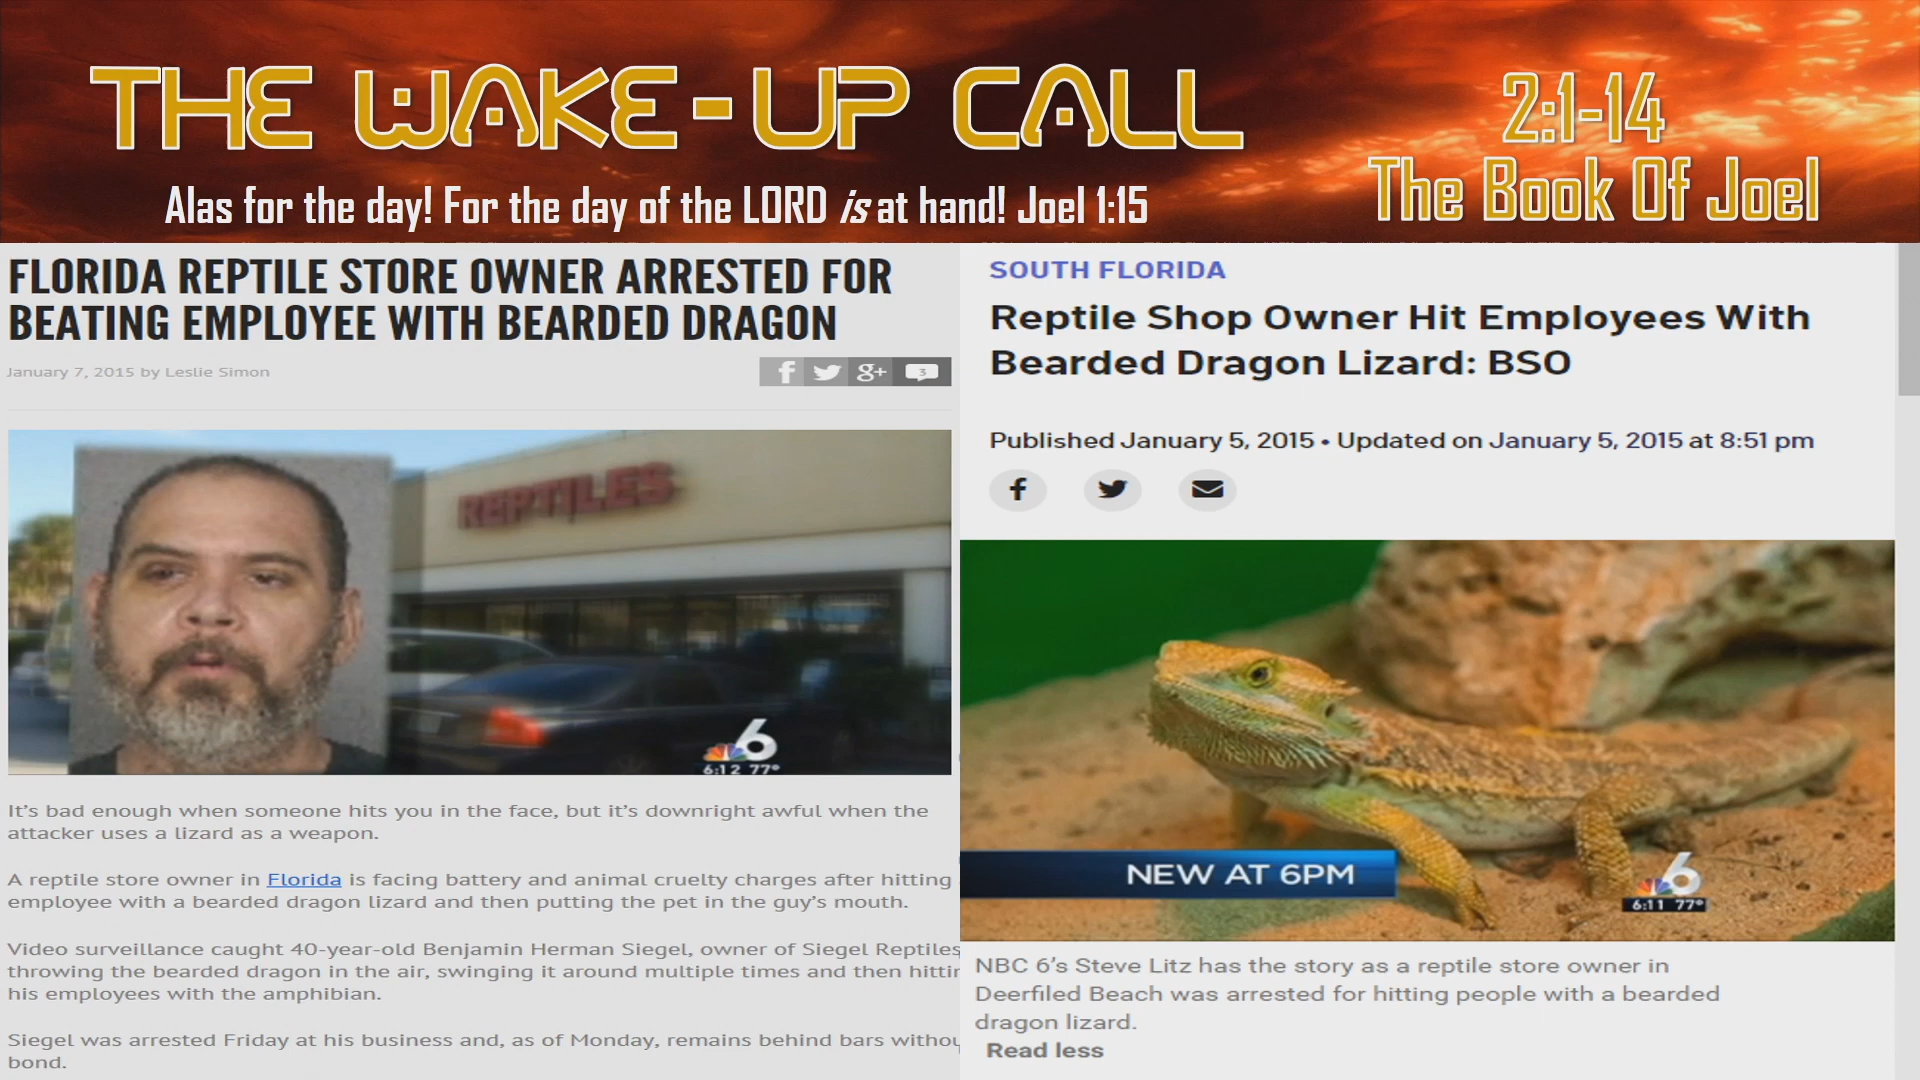 THE WAKE-UP CALL
Alas for the day! For the day of the LORD is at hand! Joel 1:15
2:1-14
The Book Of Joel
FLORIDA REPTILE STORE OWNER ARRESTED FOR
BEATING EMPLOYEE WITH BEARDED DRAGON
January 7, 2015 by Leslie Simon
f
g+
3
REPTILES
6
6:12 77°
It's bad enough when someone hits you in the face, but it's downright awful when the
attacker uses a lizard as a weapon.
A reptile store owner in Florida is facing battery and animal cruelty charges after hitting
employee with a bearded dragon lizard and then putting the pet in the guy's mouth.
Video surveillance caught 40-year-old Benjamin Herman Siegel, owner of Siegel Reptiles
throwing the bearded dragon in the air, swinging it around multiple times and then hittin
his employees with the amphibian.
Siegel was arrested Friday at his business and, as of Monday, remains behind bars withou
bond.
SOUTH FLORIDA
Reptile Shop Owner Hit Employees With
Bearded Dragon Lizard: BSO
Published January 5, 2015 • Updated on January 5, 2015 at 8:51 pm
f
NEW AT 6PM
6
6:11 77°
NBC 6's Steve Litz has the story as a reptile store owner in
Deerfiled Beach was arrested for hitting people with a bearded
dragon lizard.
Read less